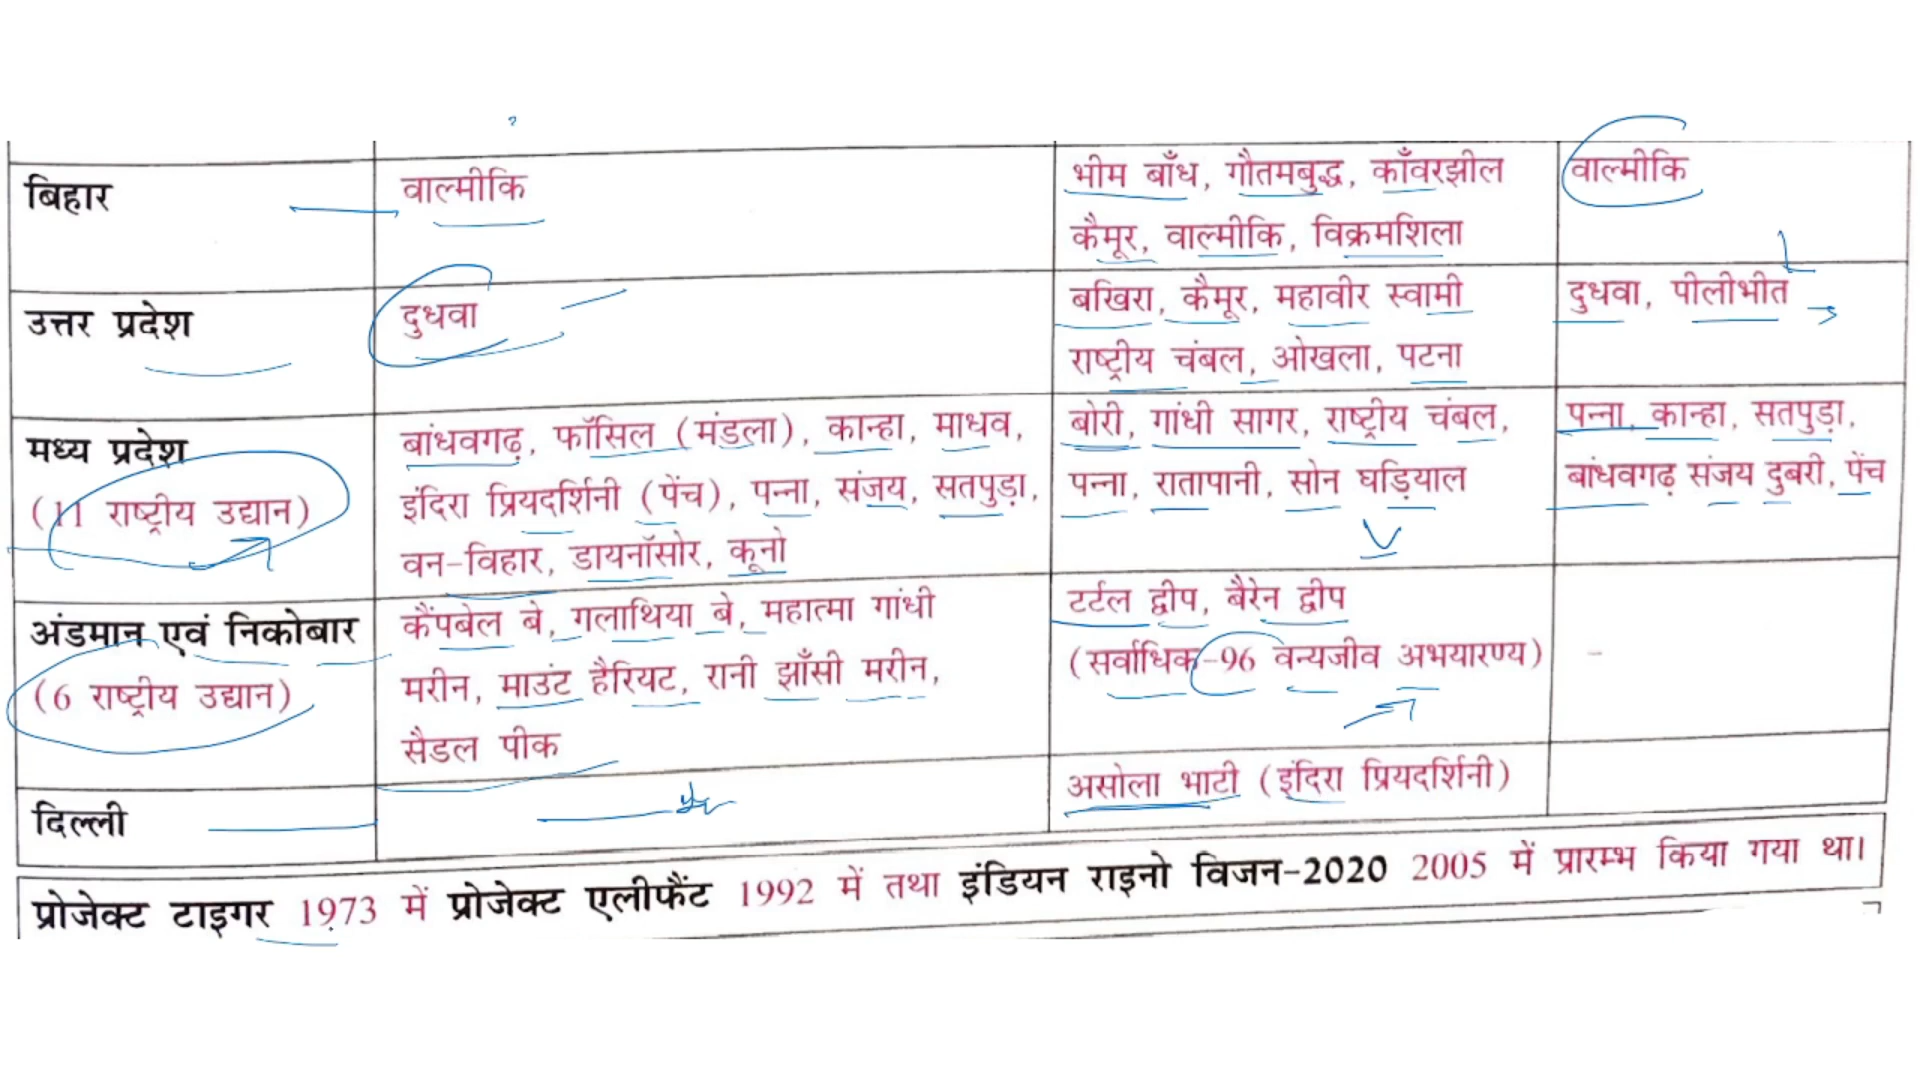 बिहार
वाल्मीकि
भीम बाँध, गौतमबुद्ध, काँवरझील
कैमूर, वाल्मीकि, विक्रमशिला
वाल्मीकि
उत्तर प्रदेश
दुधवा
बखिरा, कैमूर, महावीर स्वामी
राष्ट्रीय चंबल, ओखला, पटना
दुधवा, पीलीभीत
मध्य प्रदेश
(11 राष्ट्रीय उद्यान)
बांधवगढ़, फॉसिल (मंडला), कान्हा, माधव,
इंदिरा प्रियदर्शिनी (पेंच), पन्ना, संजय, सतपुड़ा,
वन-विहार, डायनॉसोर, कूनो
बोरी, गांधी सागर, राष्ट्रीय चंबल,
पन्ना, रातापानी, सोन घड़ियाल
पन्ना, कान्हा, सतपुड़ा,
बांधवगढ़ संजय दुबरी, पेंच
अंडमान एवं निकोबार
(6 राष्ट्रीय उद्यान)
कैंपबेल बे, गलाथिया बे, महात्मा गांधी
मरीन, माउंट हैरियट, रानी झाँसी मरीन,
सैडल पीक
टर्टल द्वीप, बैरेन द्वीप
(सर्वाधिक-96 वन्यजीव अभयारण्य)
-
दिल्ली
असोला भाटी (इंदिरा प्रियदर्शिनी)
प्रोजेक्ट टाइगर 1973 में प्रोजेक्ट एलीफैंट 1992 में तथा इंडियन राइनो विजन-2020 2005 में प्रारम्भ किया गया था।